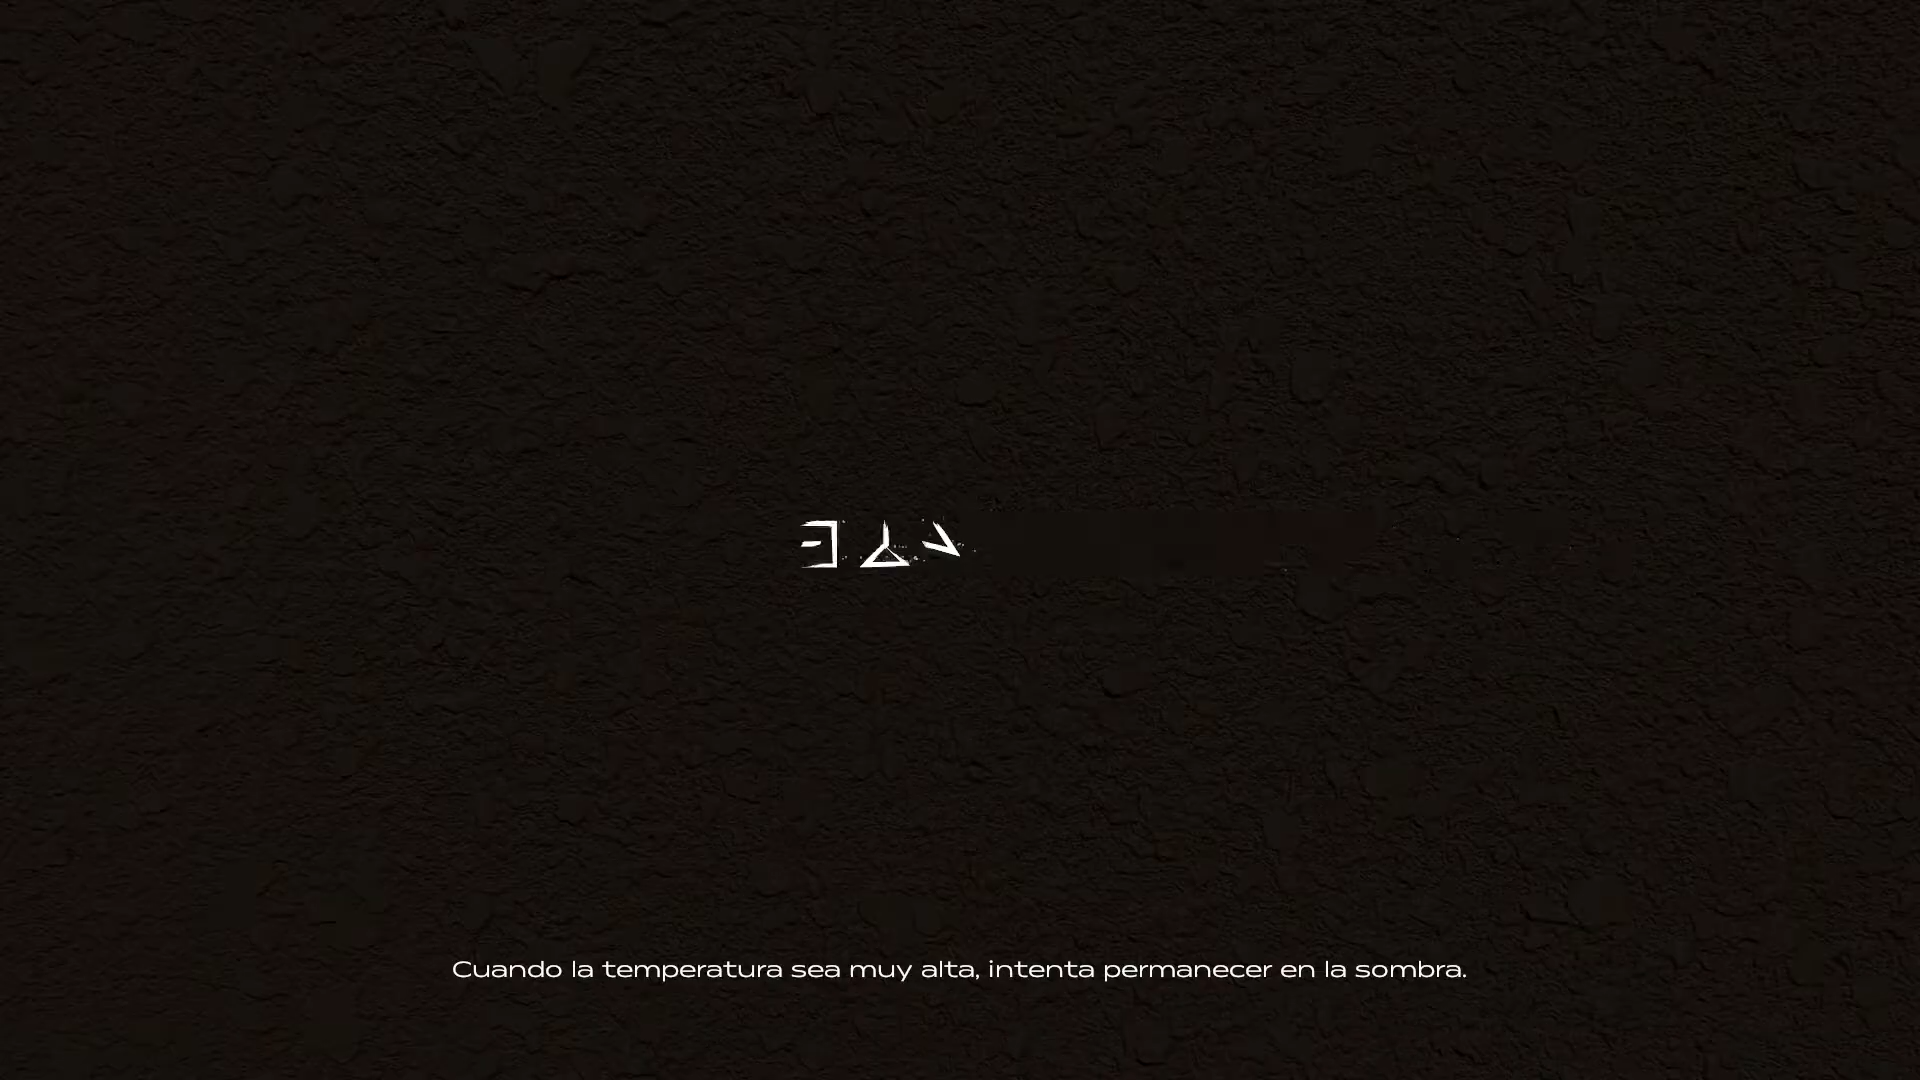 Cuando la temperatura sea muy alta, intenta permanecer en la sombra.